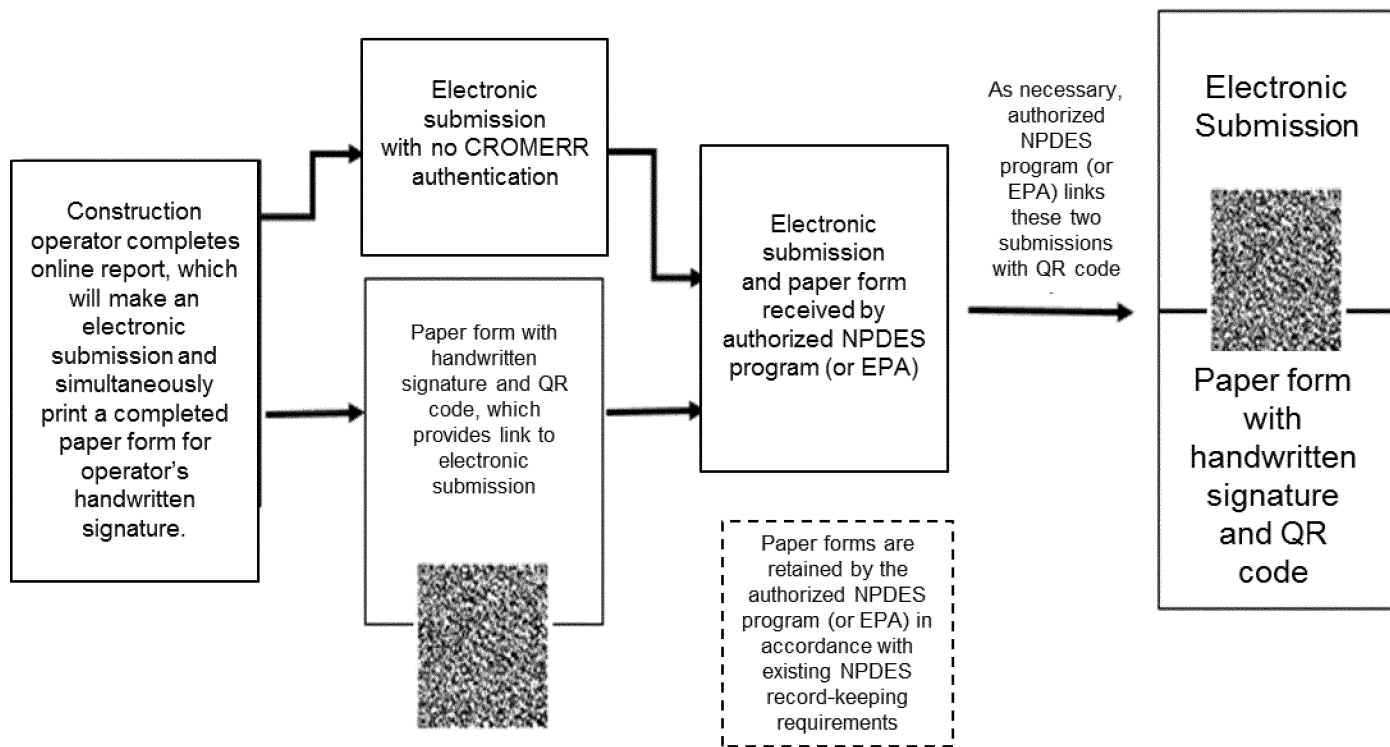 Construction
operator completes
online report, which
will make an
electronic
submission and
simultaneously
print a completed
paper form for
operator’s
handwritten
signature.
Electronic
submission
with no CROMERR
authentication
Paper form with
handwritten
signature and QR
code, which
provides link to
electronic
submission
Electronic
submission
and paper form
received by
authorized NPDES
program (or EPA)
Paper forms are
retained by the
authorized NPDES
program (or EPA) in
accordance with
existing NPDES
record-keeping
requirements
As necessary,
authorized
NPDES
program (or
EPA) links
these two
submissions
with QR code
.
Electronic
Submission
Paper form
with
handwritten
signature
and QR
code